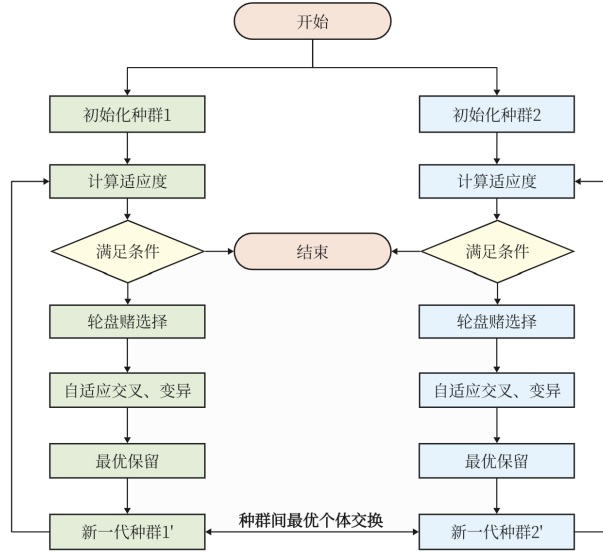 开始
初始化种群1
初始化种群2
计算适应度
计算适应度
满足条件
结束
满足条件
轮盘赌选择
轮盘赌选择
自适应交叉、变异
自适应交叉、变异
最优保留
最优保留
种群间最优个体交换
新一代种群1'
新一代种群2'